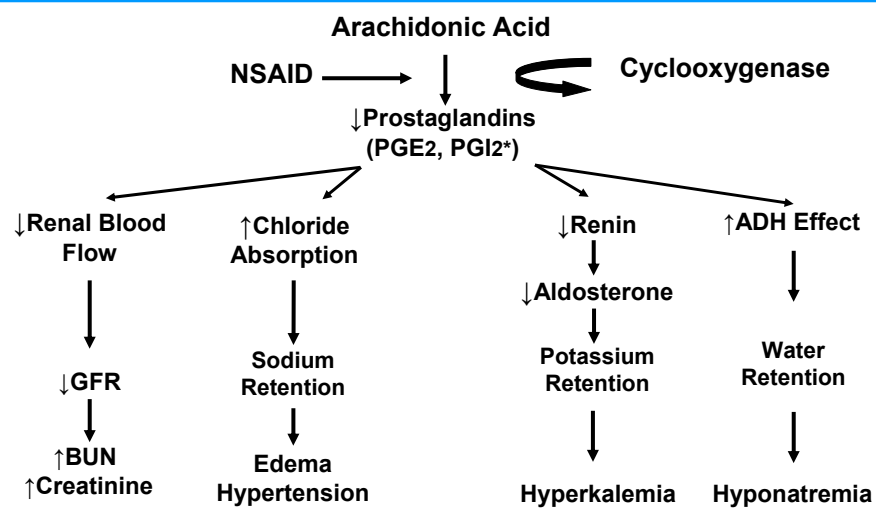 Arachidonic Acid
NSAID
Cyclooxygenase
↓Prostaglandins
(PGE2, PGI2*)
↓Renal Blood
Flow
↓GFR
↑BUN
↑Creatinine
↑Chloride
Absorption
Sodium
Retention
Edema
Hypertension
↓Renin
↓Aldosterone
Potassium
Retention
Hyperkalemia
↑ADH Effect
Water
Retention
Hyponatremia